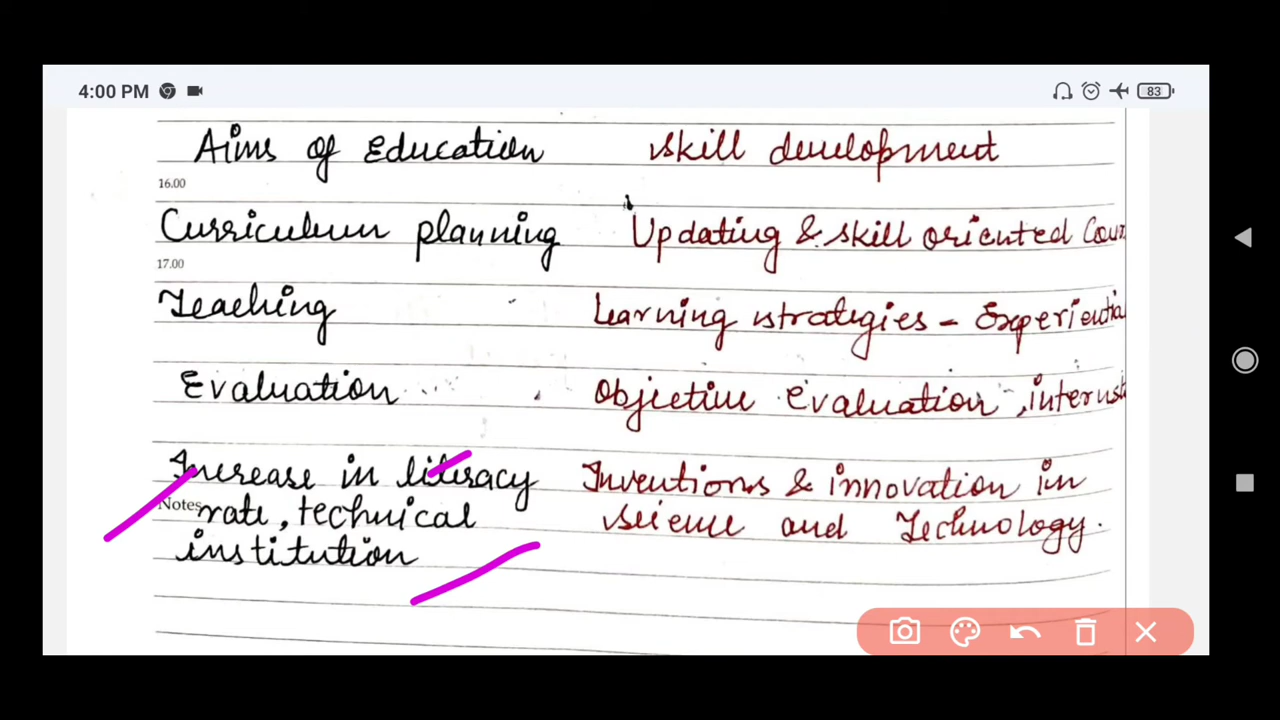 4:00 PM 83
Aims of Education skill development
16.00
Curriculum planning Updating & skill oriented Cour
17.00
Teaching Learning strategies - Experiential
Evaluation Objective Evaluation, internst
Increase in literacy Inventions & innovation in
Notes rate, technical science and Technology.
institution